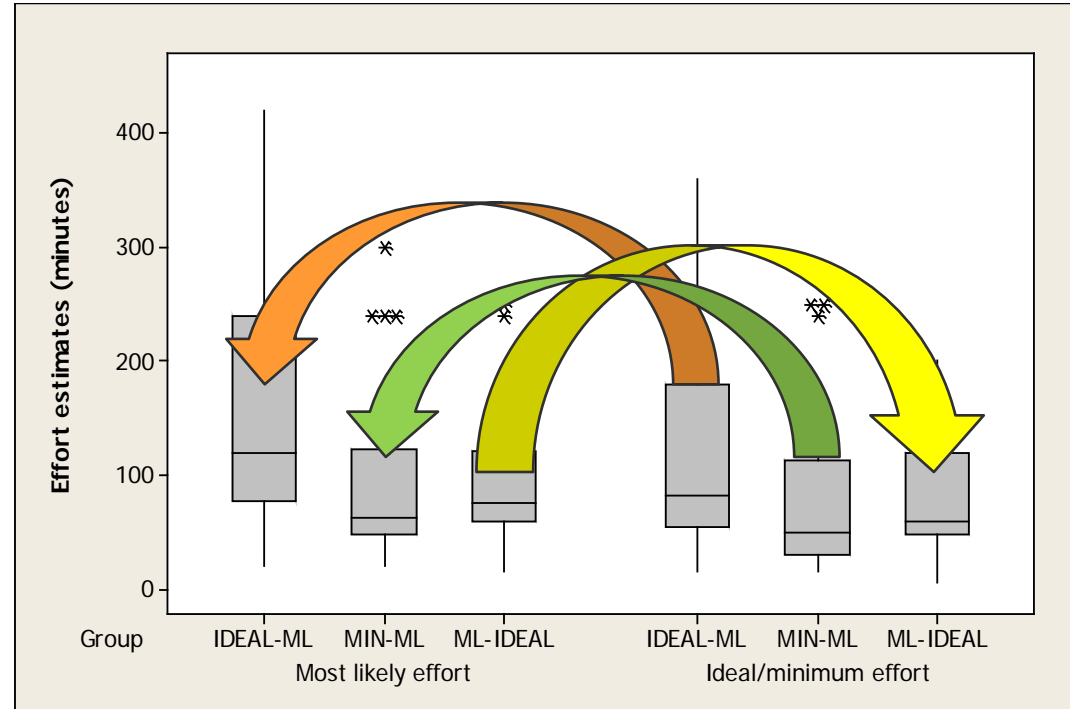 Effort estimates (minutes)
400
300
200
100
0
Group IDEAL-ML MIN-ML ML-IDEAL IDEAL-ML MIN-ML ML-IDEAL
Most likely effort Ideal/minimum effort